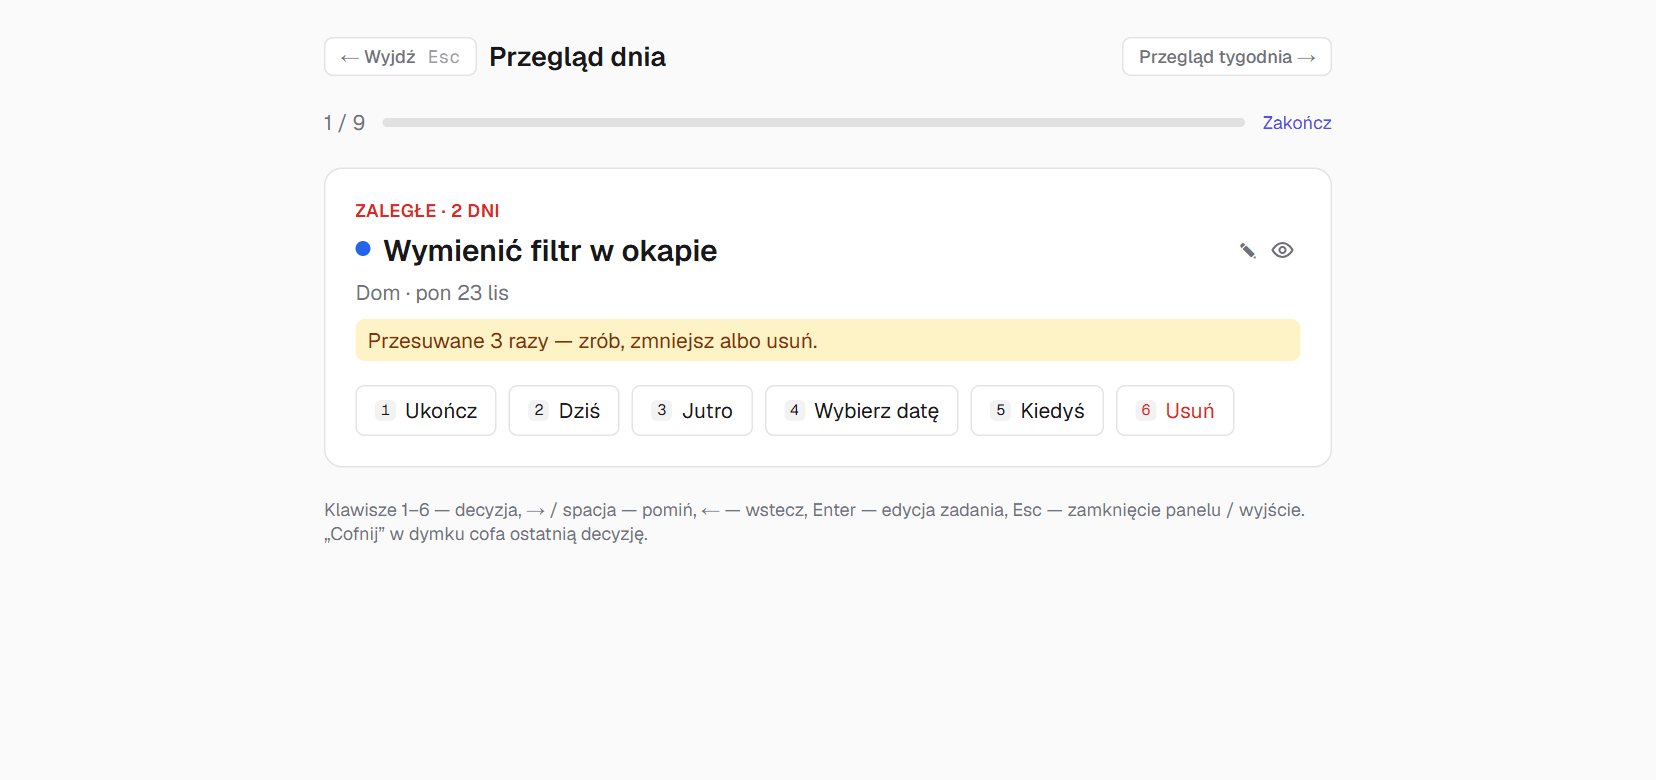 ← Wyjdź Esc Przegląd dnia Przegląd tygodnia →
1 / 9 Zakończ
ZALEGŁE · 2 DNI
Wymienić filtr w okapie
Dom · pon 23 lis
Przesuwane 3 razy — zrób, zmniejsz albo usuń.
1 Ukończ 2 Dziś 3 Jutro 4 Wybierz datę 5 Kiedyś 6 Usuń
Klawisze 1–6 — decyzja, → / spacja — pomiń, ← — wstecz, Enter — edycja zadania, Esc — zamknięcie panelu / wyjście.
„Cofnij” w dymku cofa ostatnią decyzję.